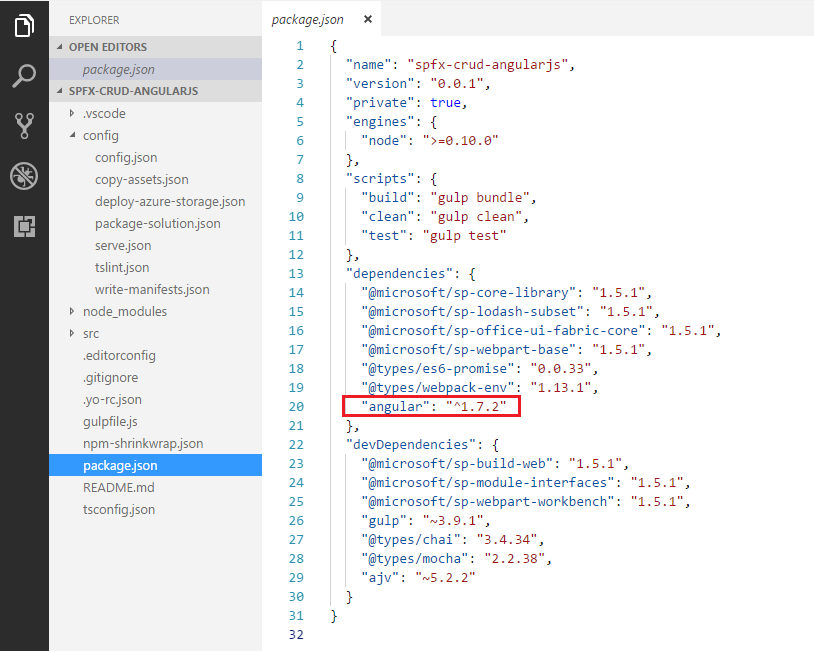 EXPLORER
OPEN EDITORS
package.json
SPFX-CRUD-ANGULARJS
.vscode
config
config.json
copy-assets.json
deploy-azure-storage.json
package-solution.json
serve.json
tslint.json
write-manifests.json
node_modules
src
.editorconfig
.gitignore
.yo-rc.json
gulpfile.js
npm-shrinkwrap.json
package.json
README.md
tsconfig.json
package.json ×
1 {
2   "name": "spfx-crud-angularjs",
3   "version": "0.0.1",
4   "private": true,
5   "engines": {
6     "node": ">=0.10.0"
7   },
8   "scripts": {
9     "build": "gulp bundle",
10     "clean": "gulp clean",
11     "test": "gulp test"
12   },
13   "dependencies": {
14     "@microsoft/sp-core-library": "1.5.1",
15     "@microsoft/sp-lodash-subset": "1.5.1",
16     "@microsoft/sp-office-ui-fabric-core": "1.5.1",
17     "@microsoft/sp-webpart-base": "1.5.1",
18     "@types/es6-promise": "0.0.33",
19     "@types/webpack-env": "1.13.1",
20     "angular": "^1.7.2"
21   },
22   "devDependencies": {
23     "@microsoft/sp-build-web": "1.5.1",
24     "@microsoft/sp-module-interfaces": "1.5.1",
25     "@microsoft/sp-webpart-workbench": "1.5.1",
26     "gulp": "~3.9.1",
27     "@types/chai": "3.4.34",
28     "@types/mocha": "2.2.38",
29     "ajv": "~5.2.2"
30   }
31 }
32